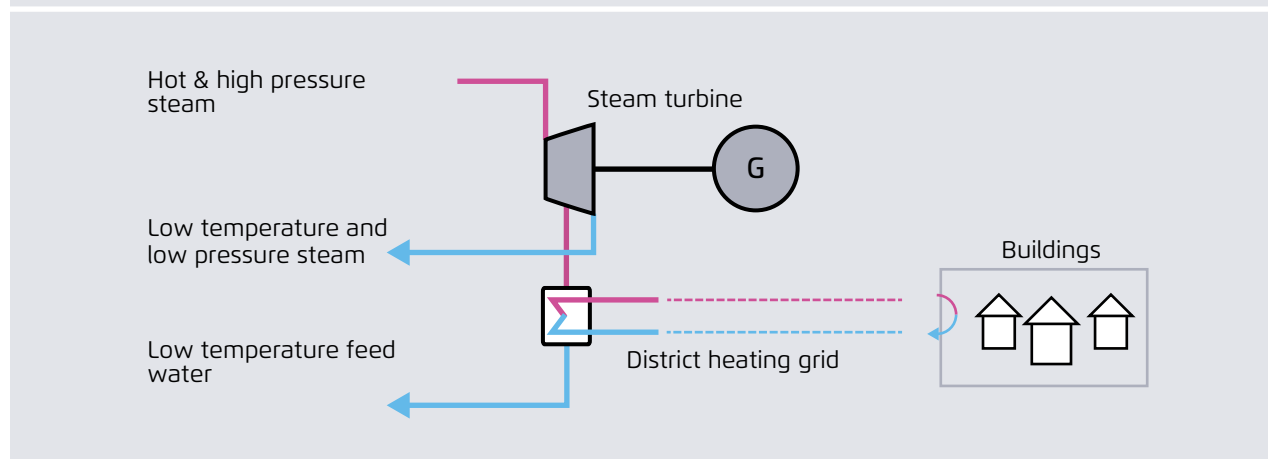 Hot & high pressure
steam
Steam turbine
G
Low temperature and
low pressure steam
Buildings
Low temperature feed
water
District heating grid